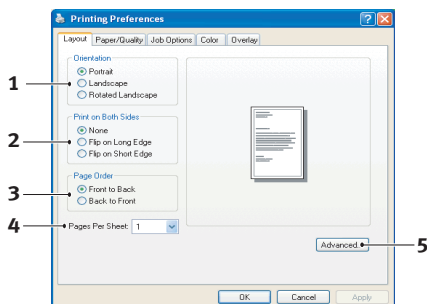 Printing Preferences
Layout Paper/Quality Job Options Color Overlay
Orientation
Portrait
1
Landscape
Rotated Landscape
Print on Both Sides
None
2
Flip on Long Edge
Flip on Short Edge
Page Order
3
Front to Back
Back to Front
4
Pages Per Sheet: 1
Advanced... 5
OK Cancel Apply